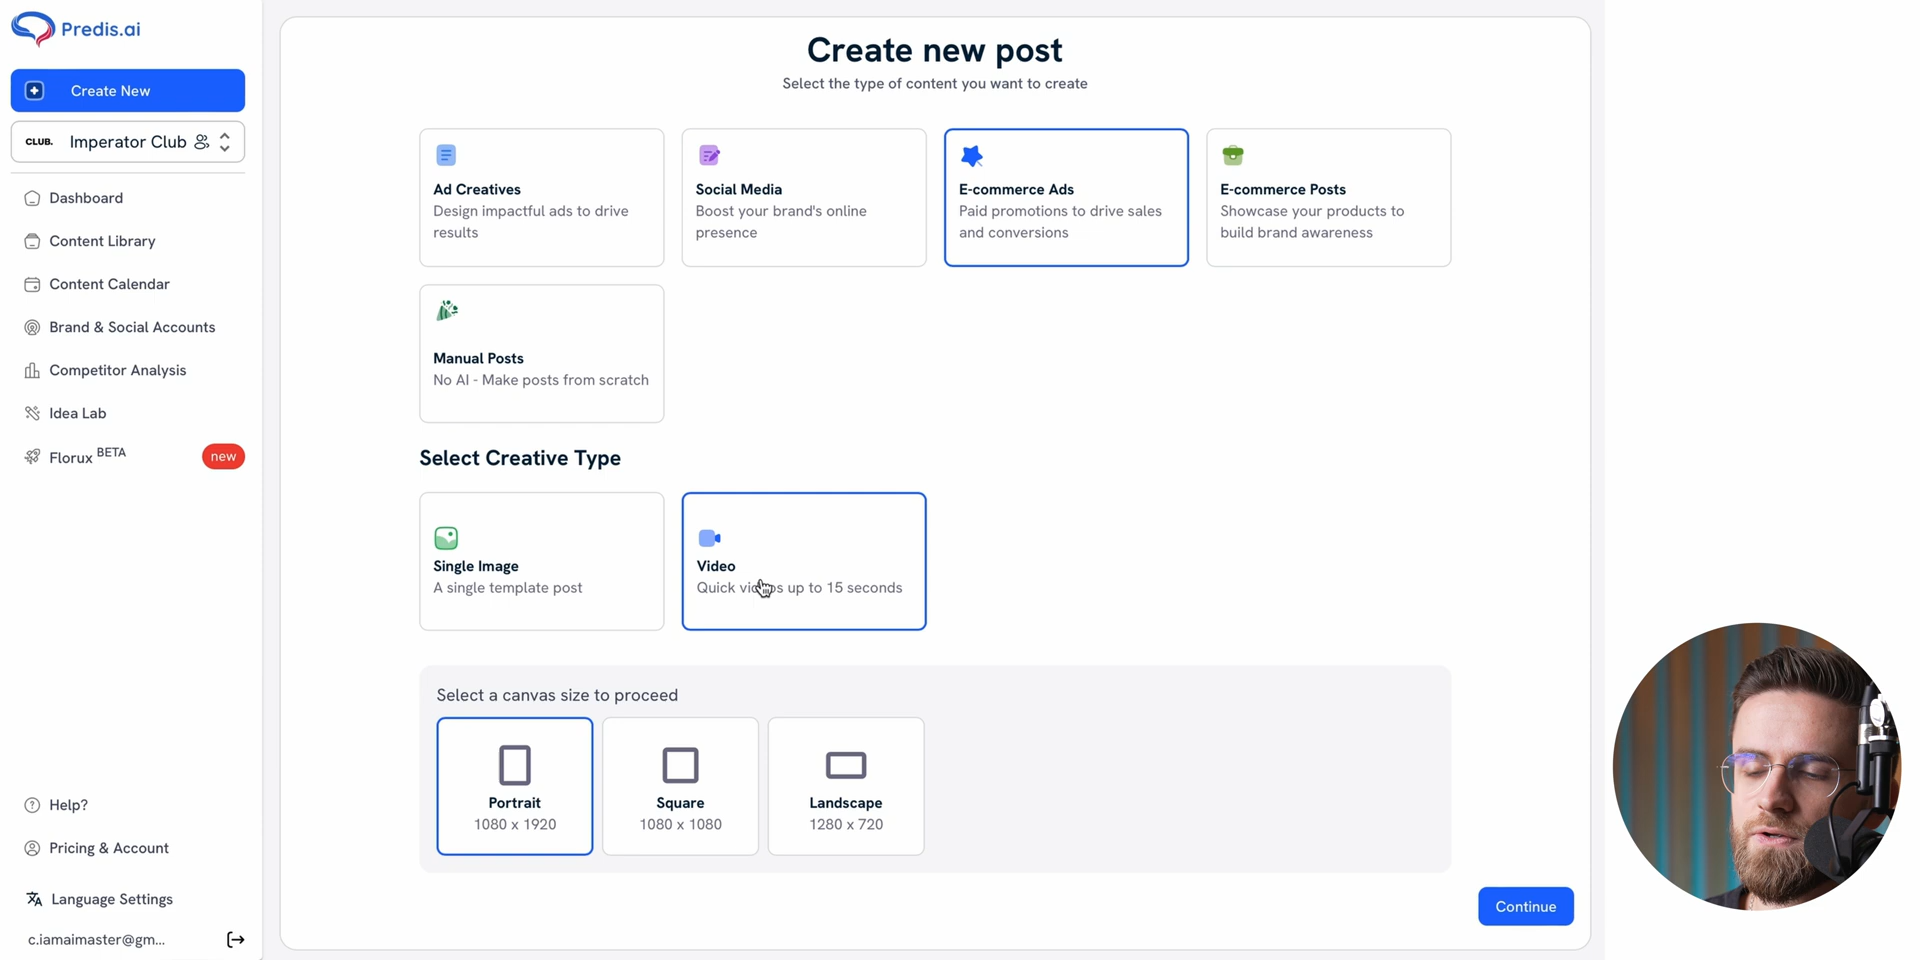 Predis.ai
Create New
CLUB. Imperator Club
Dashboard
Content Library
Content Calendar
Brand & Social Accounts
Competitor Analysis
Idea Lab
Florux BETA new
Help?
Pricing & Account
Language Settings
c.iamaimaster@gm...
Create new post
Select the type of content you want to create
Ad Creatives
Design impactful ads to drive
results
Social Media
Boost your brand's online
presence
E-commerce Ads
Paid promotions to drive sales
and conversions
E-commerce Posts
Showcase your products to
build brand awareness
Manual Posts
No AI - Make posts from scratch
Select Creative Type
Single Image
A single template post
Video
Quick videos up to 15 seconds
Select a canvas size to proceed
Portrait
1080 x 1920
Square
1080 x 1080
Landscape
1280 x 720
Continue